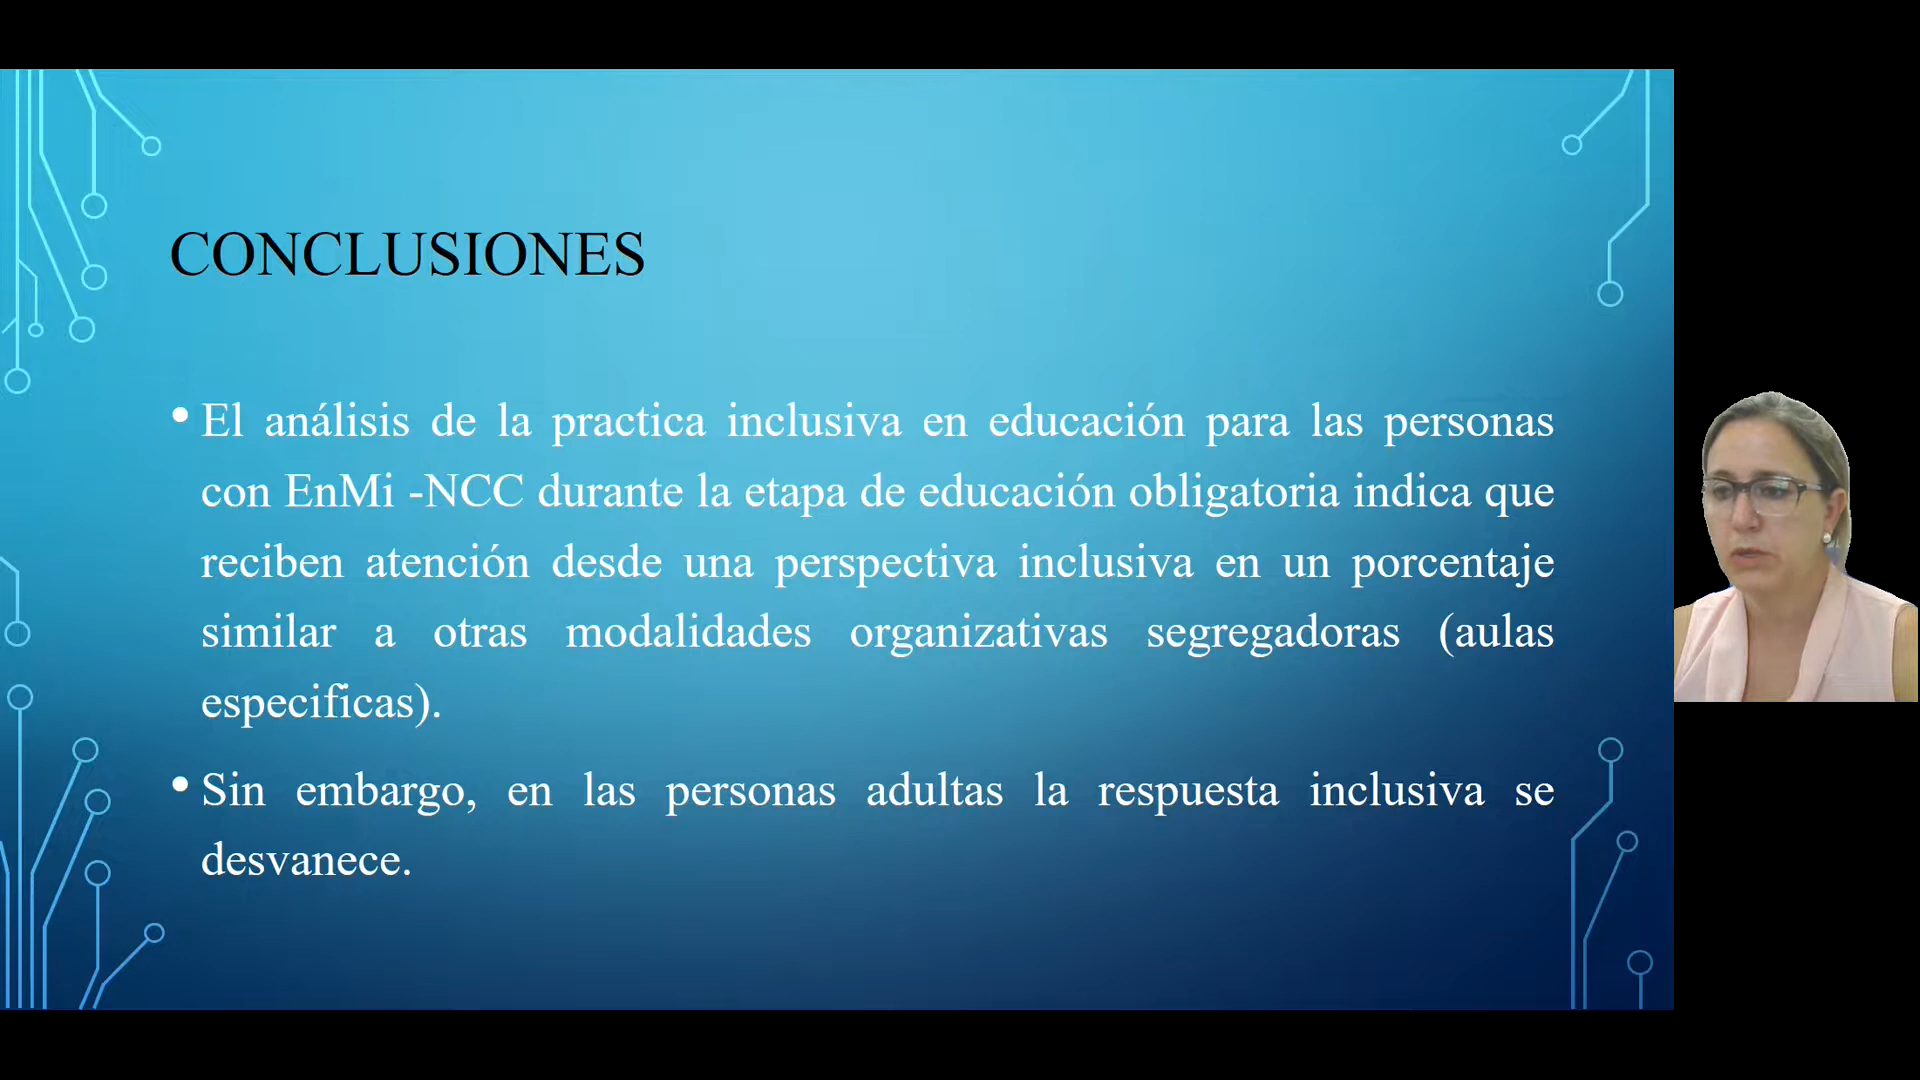 CONCLUSIONES
• El análisis de la practica inclusiva en educación para las personas
con EnMi -NCC durante la etapa de educación obligatoria indica que
reciben atención desde una perspectiva inclusiva en un porcentaje
similar a otras modalidades organizativas segregadoras (aulas
especificas).
• Sin embargo, en las personas adultas la respuesta inclusiva se
desvanece.